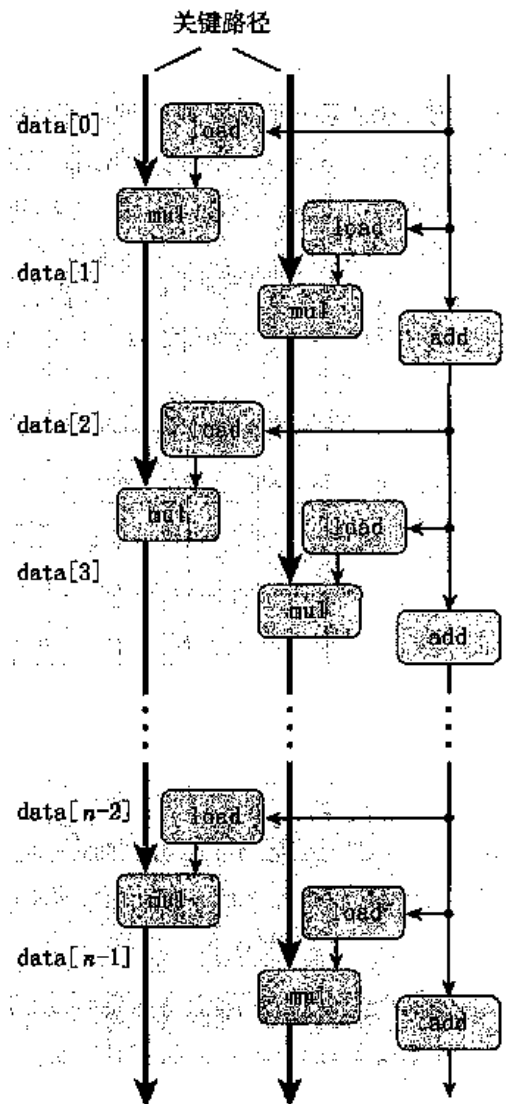 关键路径
data[0]
load
mul
load
data[1]
mul
add
data[2]
load
mul
load
data[3]
mul
add
data[n-2]
load
mul
load
data[n-1]
mul
add